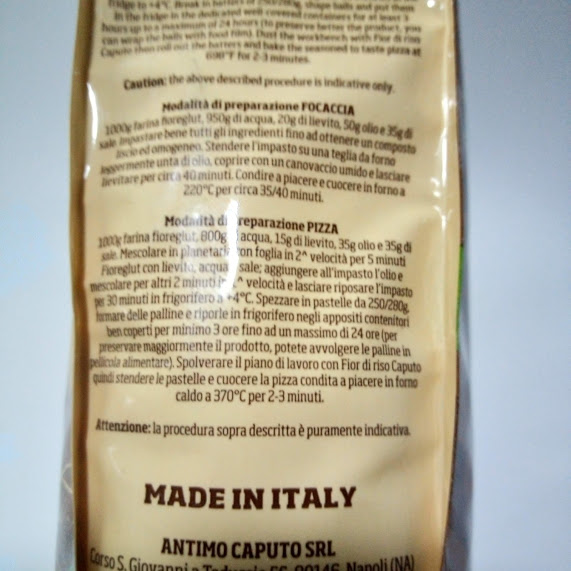 fridge to +4°C. Break in batters of 250/280g, shape balls and put them
in the fridge in the dedicated well covered containers for at least 3
hours up to a maximum of 24 hours (to preserve better the product, you
can wrap the balls with food film). Dust the workbench with Fior di riso
Caputo then roll out the batters and bake the seasoned to taste pizza at
698°F for 2-3 minutes.
Caution: the above described procedure is indicative only.
Modalità di preparazione FOCACCIA
1000g farina fioreglut, 950g di acqua, 20g di lievito, 50g olio e 35g di
sale. Impastare bene tutti gli ingredienti fino ad ottenere un composto
liscio ed omogeneo. Stendere l'impasto su una teglia da forno
leggermente unta di olio, coprire con un canovaccio umido e lasciare
lievitare per circa 40 minuti. Condire a piacere e cuocere in forno a
220°C per circa 35/40 minuti.
Modalità di reparazione PIZZA
1000g farina fioreglut, 800g acqua, 15g di lievito, 35g olio e 35g di
sale. Mescolare in planetaria con foglia in 2^ velocità per 5 minuti
Fioreglut con lievito, acqua sale; aggiungere all'impasto l'olio e
mescolare per altri 2 minuti in ^ velocità e lasciare riposare l'impasto
per 30 minuti in frigorifero a +4°C. Spezzare in pastelle da 250/280g,
formare delle palline e riporle in frigorifero negli appositi contenitori
ben coperti per minimo 3 ore fino ad un massimo di 24 ore (per
preservare maggiormente il prodotto, potete avvolgere le palline in
pellicola alimentare). Spolverare il piano di lavoro con Fior di riso Caputo
quindi stendere le pastelle e cuocere la pizza condita a piacere in forno
caldo a 370°C per 2-3 minuti.
Attenzione: la procedura sopra descritta è puramente indicativa.
MADE IN ITALY
ANTIMO CAPUTO SRL
Corso S. Giovanni a Teduccio 55, 80146 Napoli (NA)